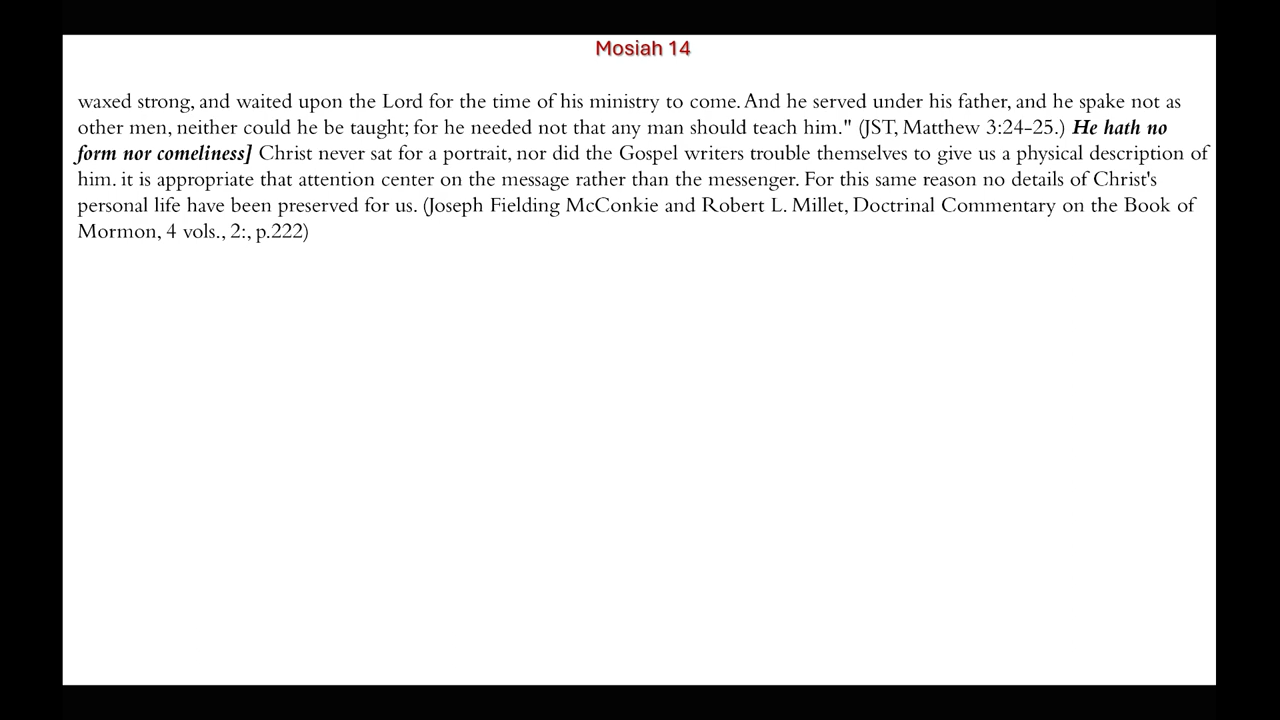 Mosiah 14
waxed strong, and waited upon the Lord for the time of his ministry to come. And he served under his father, and he spake not as
other men, neither could he be taught; for he needed not that any man should teach him." (JST, Matthew 3:24-25.) He hath no
form nor comeliness] Christ never sat for a portrait, nor did the Gospel writers trouble themselves to give us a physical description of
him. it is appropriate that attention center on the message rather than the messenger. For this same reason no details of Christ's
personal life have been preserved for us. (Joseph Fielding McConkie and Robert L. Millet, Doctrinal Commentary on the Book of
Mormon, 4 vols., 2:, p.222)